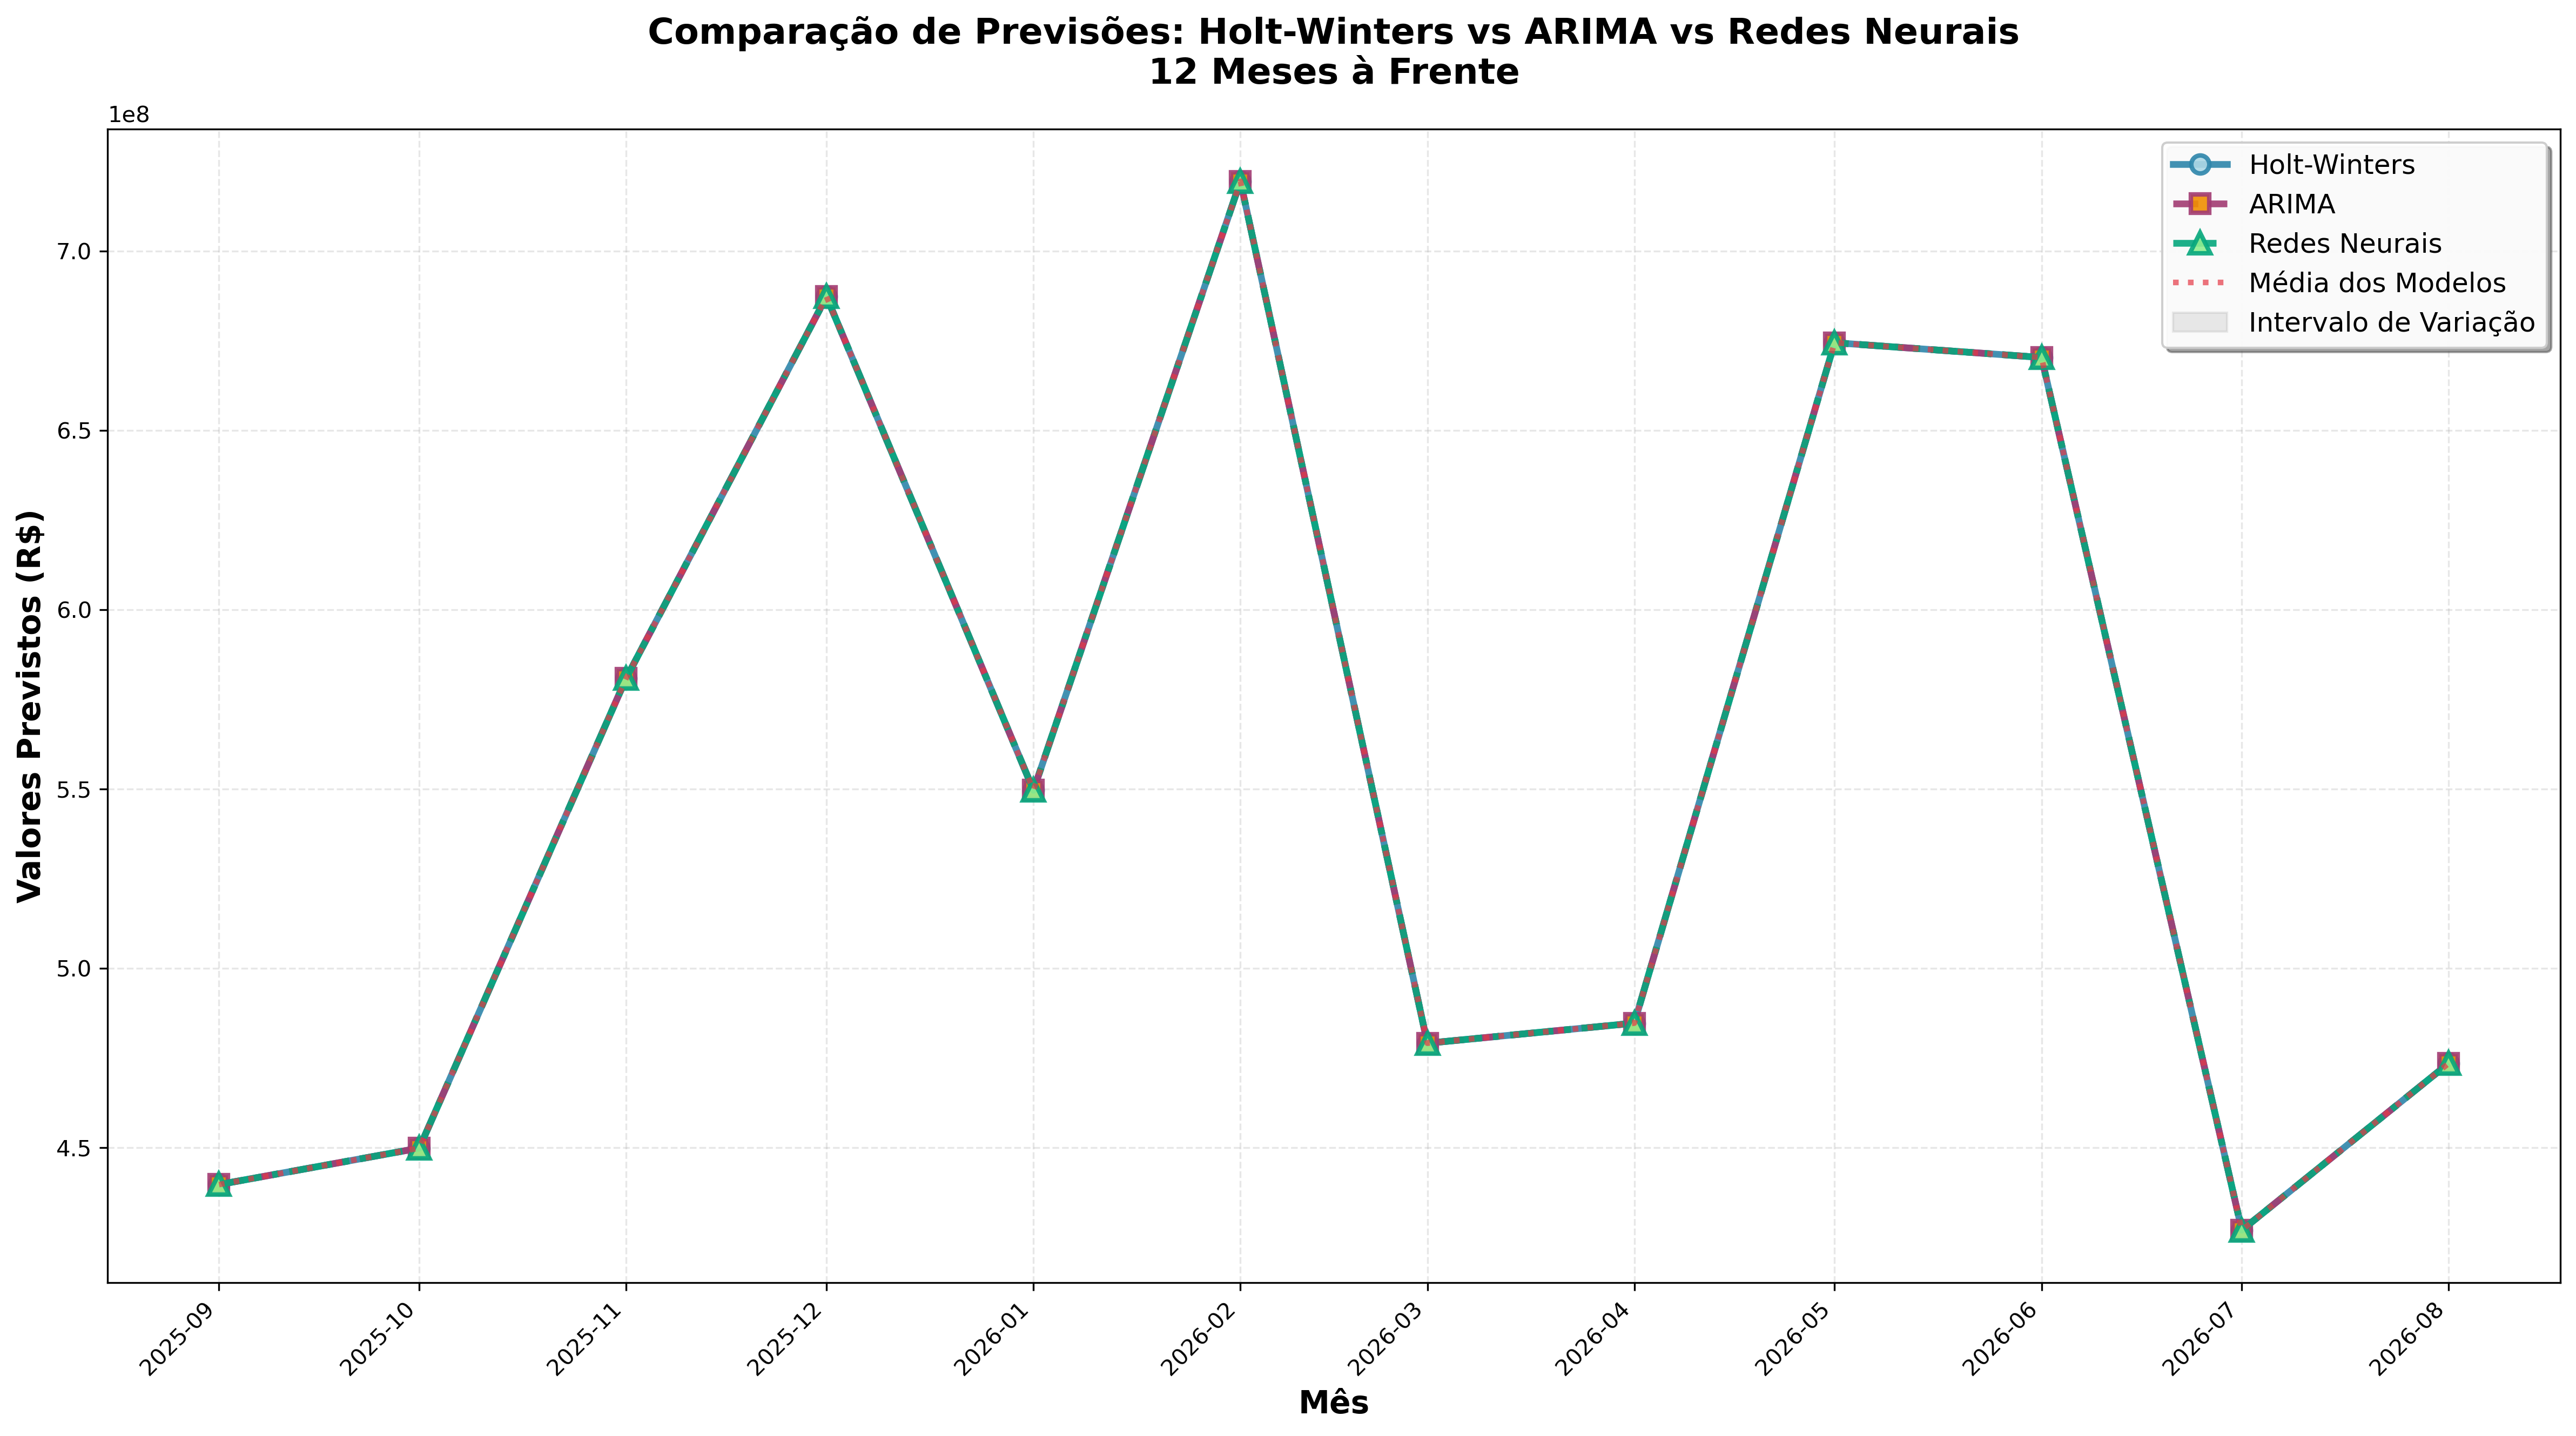 Comparação de Previsões: Holt-Winters vs ARIMA vs Redes Neurais
12 Meses à Frente
1e8
Holt-Winters
ARIMA
Redes Neurais
Média dos Modelos
Intervalo de Variação
7.0
6.5
6.0
5.5
5.0
4.5
Valores Previstos (R$)
2025-09
2025-10
2025-11
2025-12
2026-01
2026-02
2026-03
2026-04
2026-05
2026-06
2026-07
2026-08
Mês